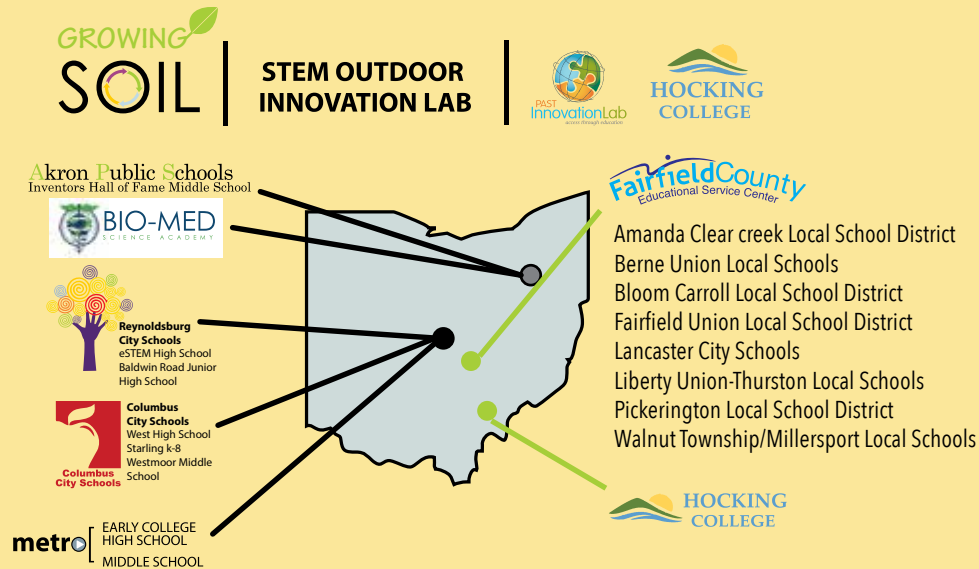 GROWING
SOIL
STEM OUTDOOR
INNOVATION LAB
PAST
InnovationLab
access through education
HOCKING
COLLEGE
Akron Public Schools
Inventors Hall of Fame Middle School
BIO-MED
SCIENCE ACADEMY
Reynoldsburg
City Schools
eSTEM High School
Baldwin Road Junior
High School
Columbus
City Schools
West High School
Starling k-8
Westmoor Middle
School
Columbus
City Schools
metro
EARLY COLLEGE
HIGH SCHOOL
MIDDLE SCHOOL
FairfieldCounty
Educational Service Center
Amanda Clear creek Local School District
Berne Union Local Schools
Bloom Carroll Local School District
Fairfield Union Local School District
Lancaster City Schools
Liberty Union-Thurston Local Schools
Pickerington Local School District
Walnut Township/Millersport Local Schools
HOCKING
COLLEGE